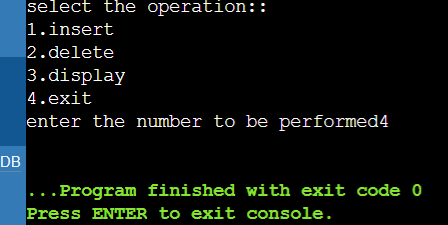 select the operation::
1.insert
2.delete
3.display
4.exit
enter the number to be performed4
DB
...Program finished with exit code 0
Press ENTER to exit console.